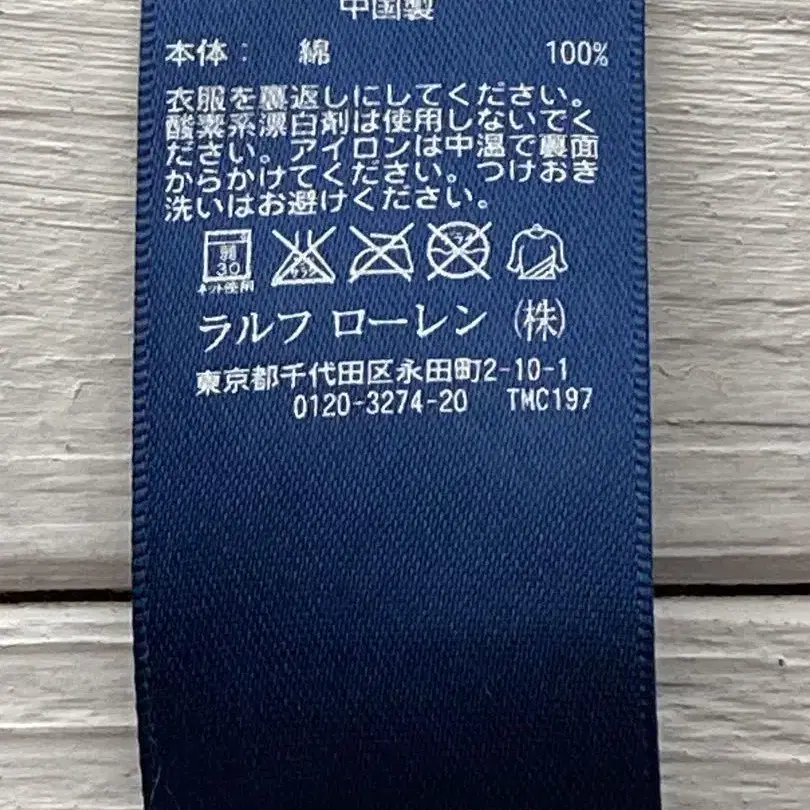 中国製
本体: 綿 100%
衣服を裏返しにしてください。
酸素系漂白剤は使用しないでく
ださい。アイロンは中温で裏面
からかけてください。つけおき
洗いはお避けください。
弱
30
ネット使用
ドライ
ラルフ ローレン (株)
東京都千代田区永田町2-10-1
0120-3274-20 TMC197